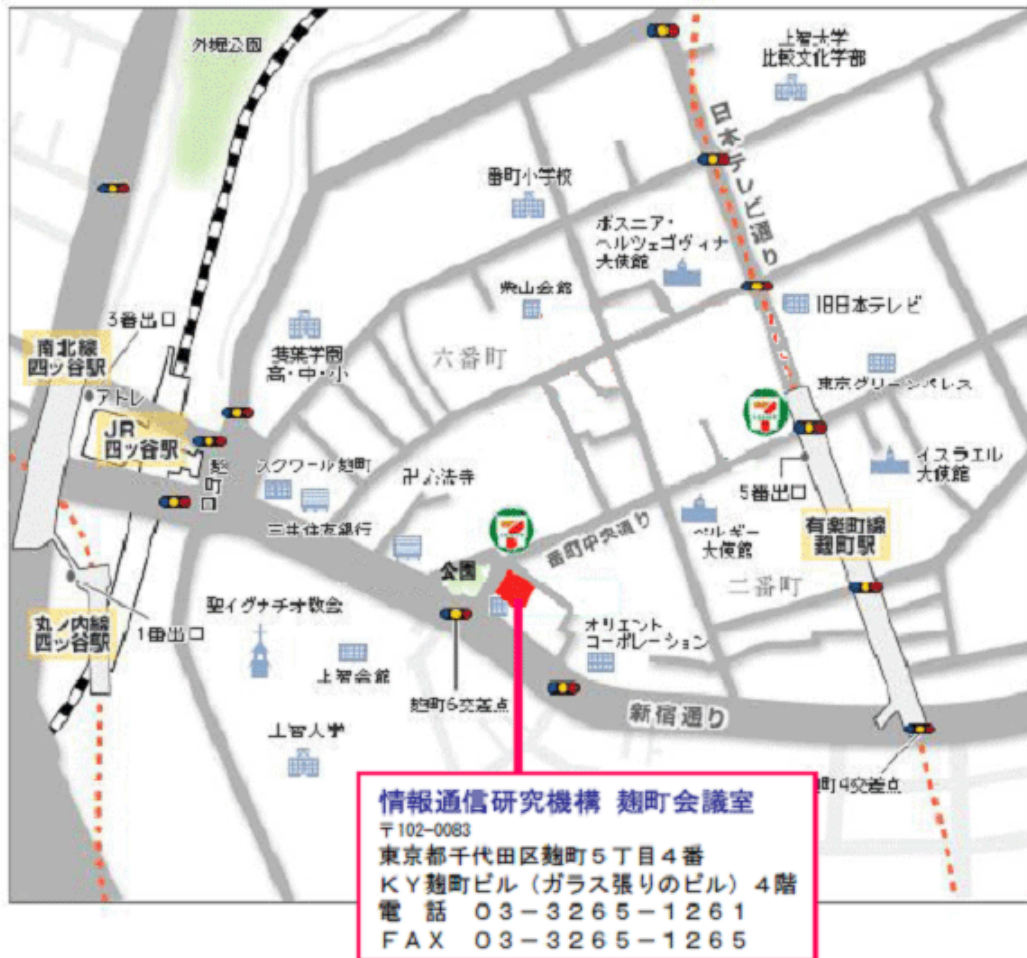 外堀公園
上智大学
比較文化学部
日本テレビ通り
番町小学校
ボスニア・
ヘルツェゴヴィナ
大使館
旧日本テレビ
3番出口
南北線
四ッ谷駅
アトレ
高・中・小
六番町
東京グリーンパレス
JR
四ッ谷駅
麹町口
スクワール麹町
三井住友銀行
5番出口
イスラエル
大使館
番町中央通り
ベルギー
大使館
有楽町線
麹町駅
二番町
公園
丸ノ内線
四ッ谷駅
1番出口
聖イグナチオ教会
上智会館
オリエント
コーポレーション
麹町6交差点
新宿通り
上智大学
町4交差点
情報通信研究機構 麹町会議室
〒102-0083
東京都千代田区麹町5丁目4番
KY麹町ビル(ガラス張りのビル)4階
電 話 03-3265-1261
FAX 03-3265-1265